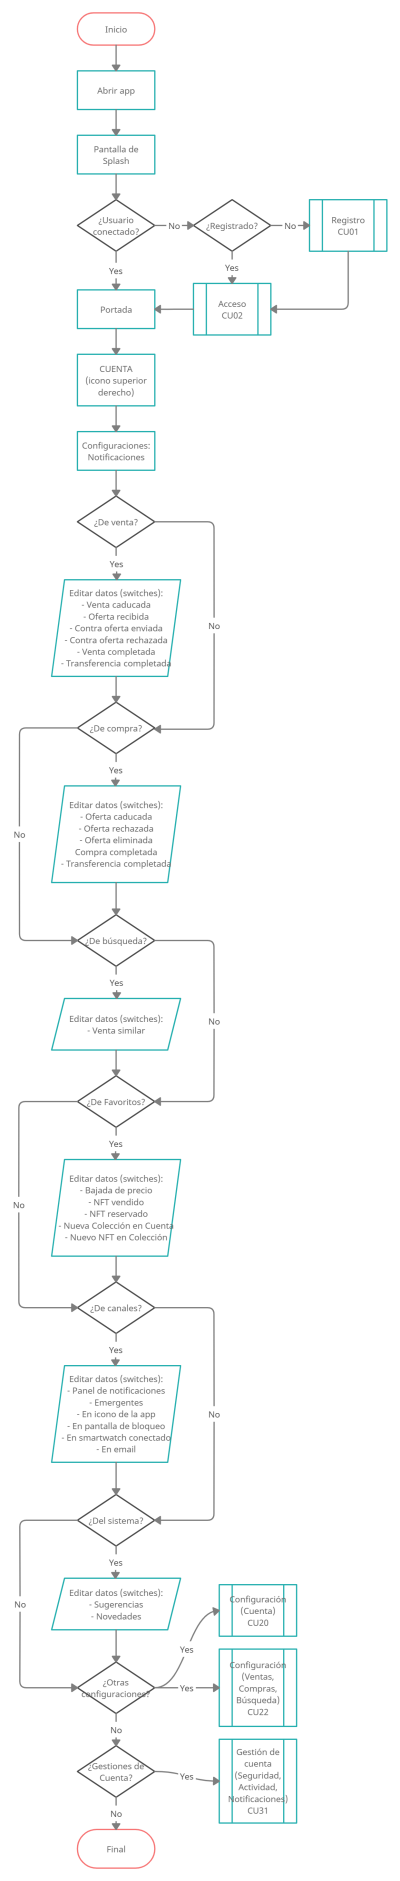 Inicio
Abrir app
Pantalla de
Splash
¿Usuario
conectado?
No
¿Registrado?
No
Registro
CU01
Yes
Yes
Portada
Acceso
CU02
CUENTA
(icono superior
derecho)
Configuraciones:
Notificaciones
¿De venta?
Yes
No
Editar datos (switches):
- Venta caducada
- Oferta recibida
- Contra oferta enviada
- Contra oferta rechazada
- Venta completada
- Transferencia completada
¿De compra?
Yes
No
Editar datos (switches):
- Oferta caducada
- Oferta rechazada
- Oferta eliminada
Compra completada
- Transferencia completada
¿De búsqueda?
Yes
No
Editar datos (switches):
- Venta similar
¿De Favoritos?
Yes
No
Editar datos (switches):
- Bajada de precio
- NFT vendido
- NFT reservado
- Nueva Colección en Cuenta
- Nuevo NFT en Colección
¿De canales?
Yes
No
Editar datos (switches):
- Panel de notificaciones
- Emergentes
- En icono de la app
- En pantalla de bloqueo
- En smartwatch conectado
- En email
¿Del sistema?
Yes
No
Editar datos (switches):
- Sugerencias
- Novedades
Configuración
(Cuenta)
CU20
Yes
¿Otras
configuraciones?
Yes
Configuración
(Ventas,
Compras,
Búsqueda)
CU22
No
¿Gestiones de
Cuenta?
Yes
Gestión de
cuenta
(Seguridad,
Actividad,
Notificaciones)
CU31
No
Final